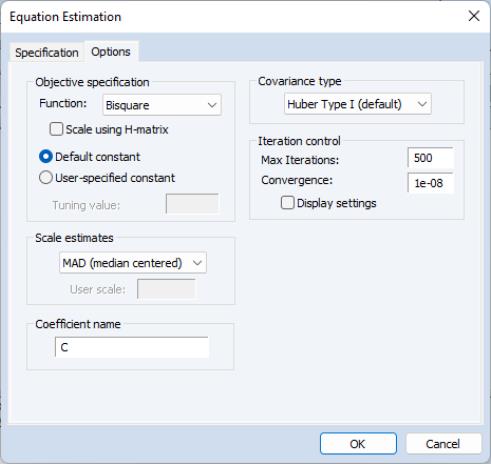 Equation Estimation
Specification
Options
Objective specification
Function:
Bisquare
Scale using H-matrix
Default constant
User-specified constant
Tuning value:
Scale estimates
MAD (median centered)
User scale:
Coefficient name
C
Covariance type
Huber Type I (default)
Iteration control
Max Iterations:
500
Convergence:
1e-08
Display settings
OK
Cancel